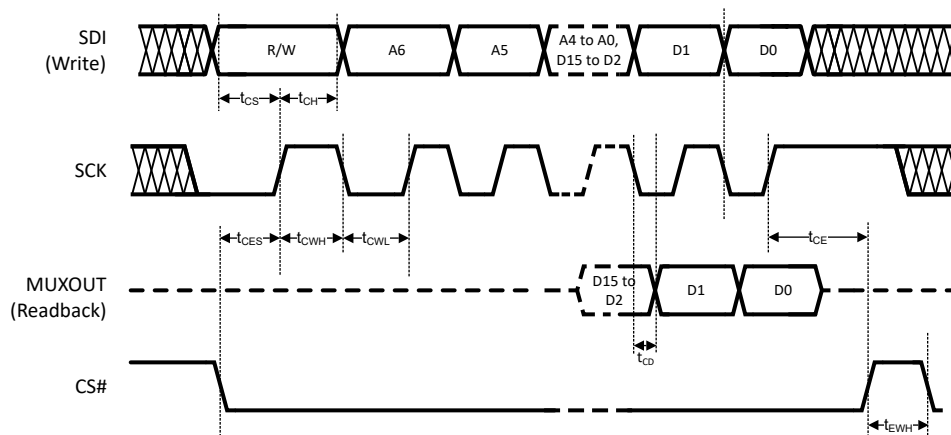 SDI
(Write)
R/W
A6
A5
A4 to A0,
D15 to D2
D1
D0
tCS
tCH
SCK
tCES
tCWH
tCWL
tCE
MUXOUT
(Readback)
D15 to
D2
D1
D0
tCD
CS#
tEWH